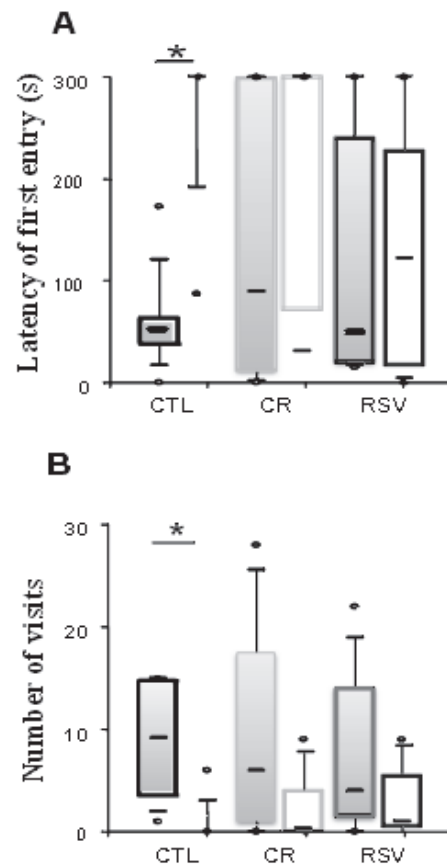 A
*
Latency of first entry (s)
300
200
100
0
CTL CR RSV
B
*
Number of visits
30
20
10
0
CTL CR RSV